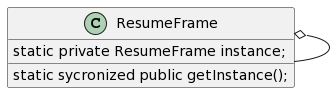 C ResumeFrame
static private ResumeFrame instance;
static sycronized public getInstance();